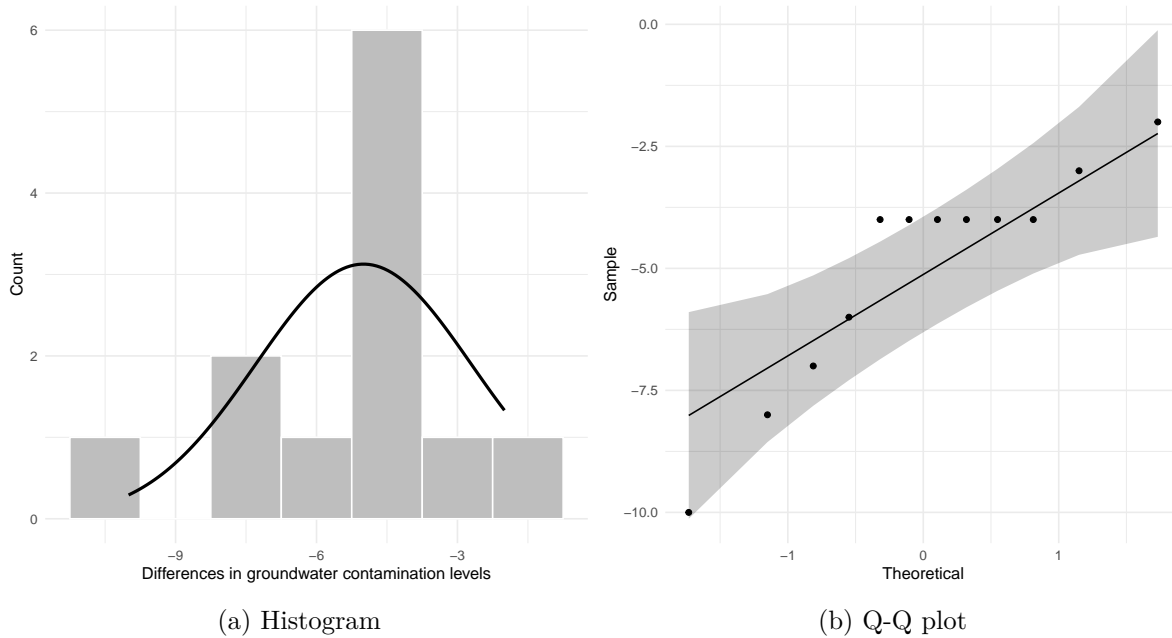 6
4
2
0
Count
−9
−6
−3
Differences in groundwater contamination levels
(a) Histogram
0.0
−2.5
−5.0
−7.5
−10.0
Sample
−1
0
1
Theoretical
(b) Q-Q plot